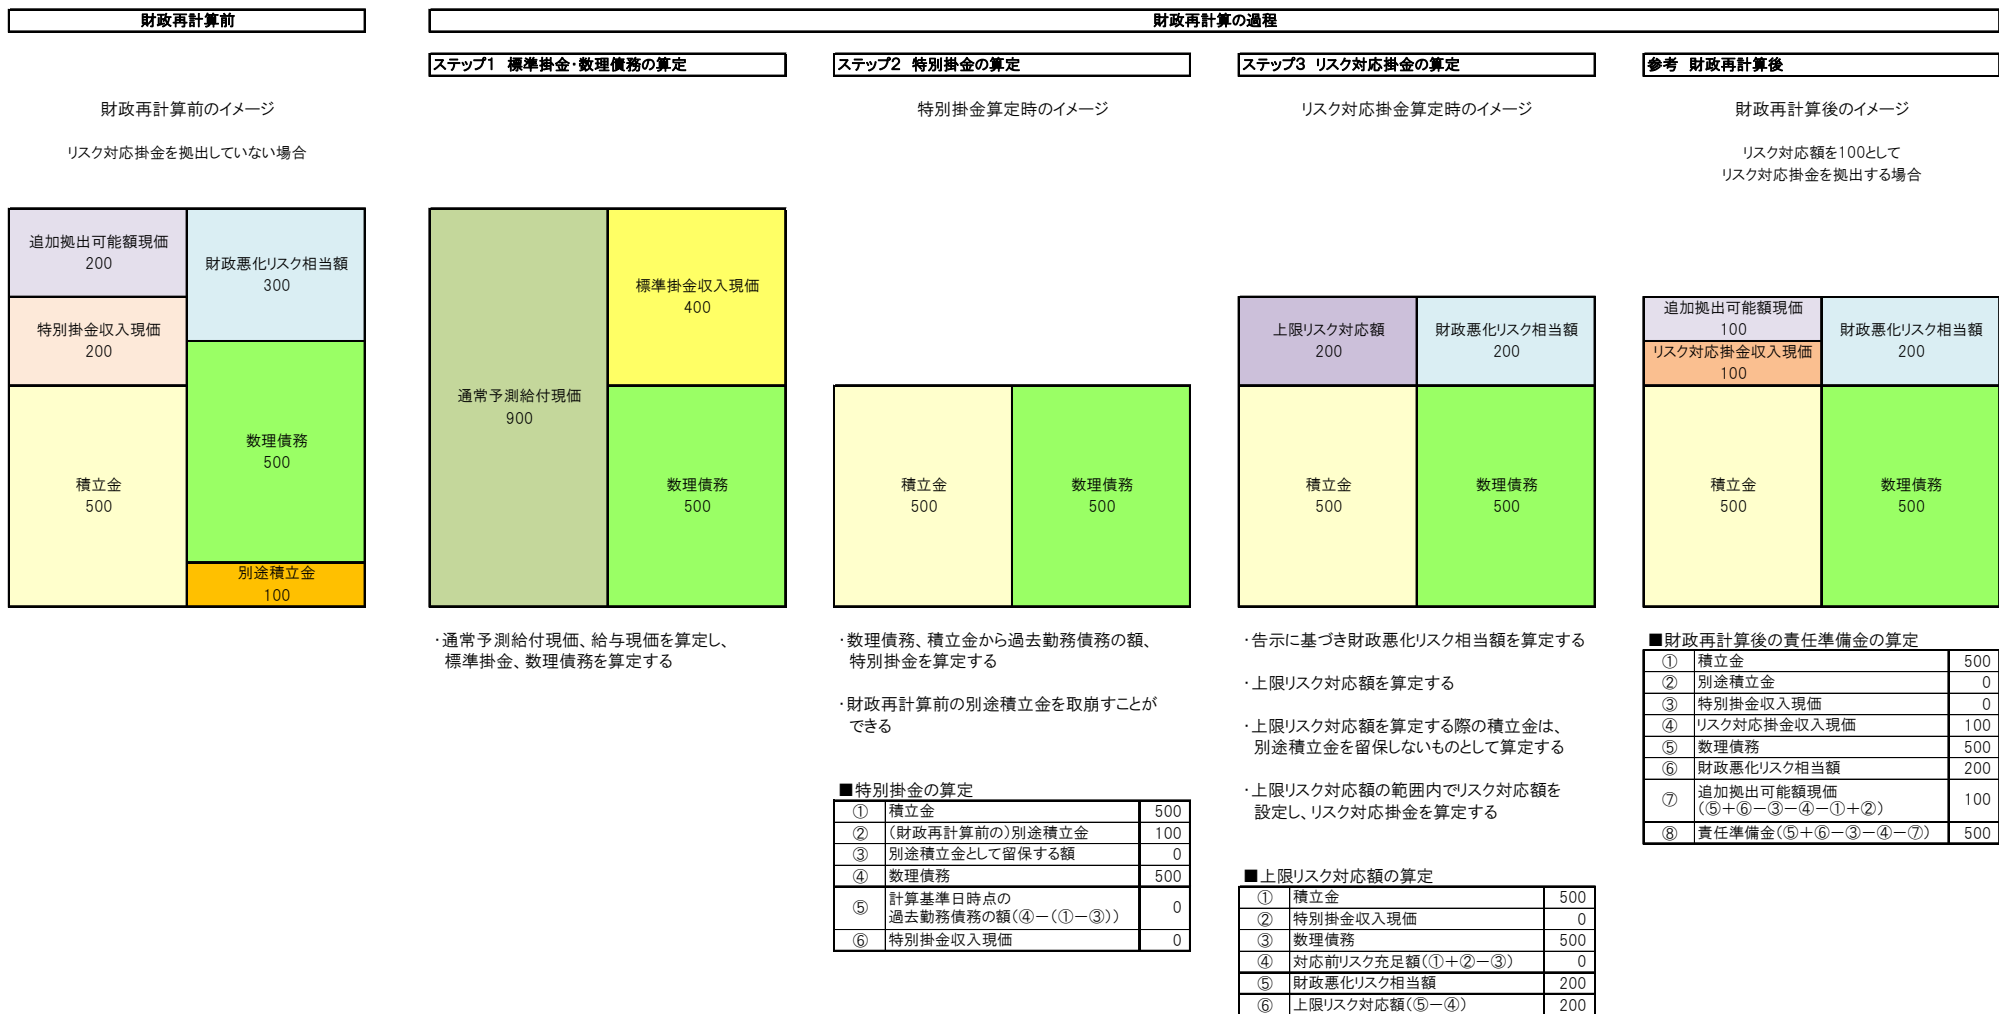 財政再計算前
財政再計算の過程
ステップ1 標準掛金・数理債務の算定
ステップ2 特別掛金の算定
ステップ3 リスク対応掛金の算定
参考 財政再計算後
財政再計算前のイメージ
リスク対応掛金を拠出していない場合
特別掛金算定時のイメージ
リスク対応掛金算定時のイメージ
財政再計算後のイメージ
リスク対応額を100として
リスク対応掛金を拠出する場合
追加拠出可能額現価
200
財政悪化リスク相当額
300
特別掛金収入現価
200
数理債務
500
積立金
500
別途積立金
100
通常予測給付現価
900
標準掛金収入現価
400
数理債務
500
積立金
500
数理債務
500
上限リスク対応額
200
財政悪化リスク相当額
200
積立金
500
数理債務
500
追加拠出可能額現価
100
リスク対応掛金収入現価
100
財政悪化リスク相当額
200
積立金
500
数理債務
500
・通常予測給付現価、給与現価を算定し、
標準掛金、数理債務を算定する
・数理債務、積立金から過去勤務債務の額、
特別掛金を算定する
・財政再計算前の別途積立金を取崩すことが
できる
■特別掛金の算定
① 積立金 500
② (財政再計算前の)別途積立金 100
③ 別途積立金として留保する額 0
④ 数理債務 500
⑤ 計算基準日時点の
過去勤務債務の額(④-(①-③)) 0
⑥ 特別掛金収入現価 0
・告示に基づき財政悪化リスク相当額を算定する
・上限リスク対応額を算定する
・上限リスク対応額を算定する際の積立金は、
別途積立金を留保しないものとして算定する
・上限リスク対応額の範囲内でリスク対応額を
設定し、リスク対応掛金を算定する
■上限リスク対応額の算定
① 積立金 500
② 特別掛金収入現価 0
③ 数理債務 500
④ 対応前リスク充足額(①+②-③) 0
⑤ 財政悪化リスク相当額 200
⑥ 上限リスク対応額(⑤-④) 200
■財政再計算後の責任準備金の算定
① 積立金 500
② 別途積立金 0
③ 特別掛金収入現価 0
④ リスク対応掛金収入現価 100
⑤ 数理債務 500
⑥ 財政悪化リスク相当額 200
⑦ 追加拠出可能額現価
(⑤+⑥-③-④-①+②) 100
⑧ 責任準備金(⑤+⑥-③-④-⑦) 500